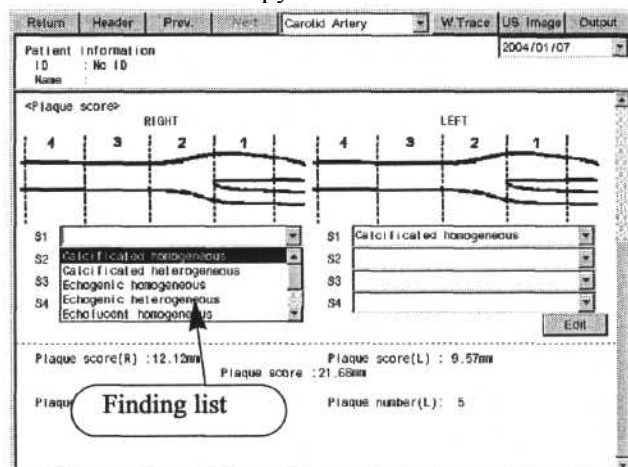 Return Header Prev. Next Carotid Artery W.Trace US. Image Output
Patient Information 2004/01/07
ID : No ID
Name :
<Plaque score>
RIGHT LEFT
4 3 2 1 4 3 2 1
S1 S1 Calcificated homogeneous
S2 Calcificated homogeneous S2
Calcificated heterogeneous
S3 Echogenic homogeneous S3
S4 Echogenic heterogeneous S4
Echolucent homogeneous
Edit
Plaque score(R) :12.12mm Plaque score(L) : 9.57mm
Plaque score :21.68mm
Plaque Finding list Plaque number(L): 5